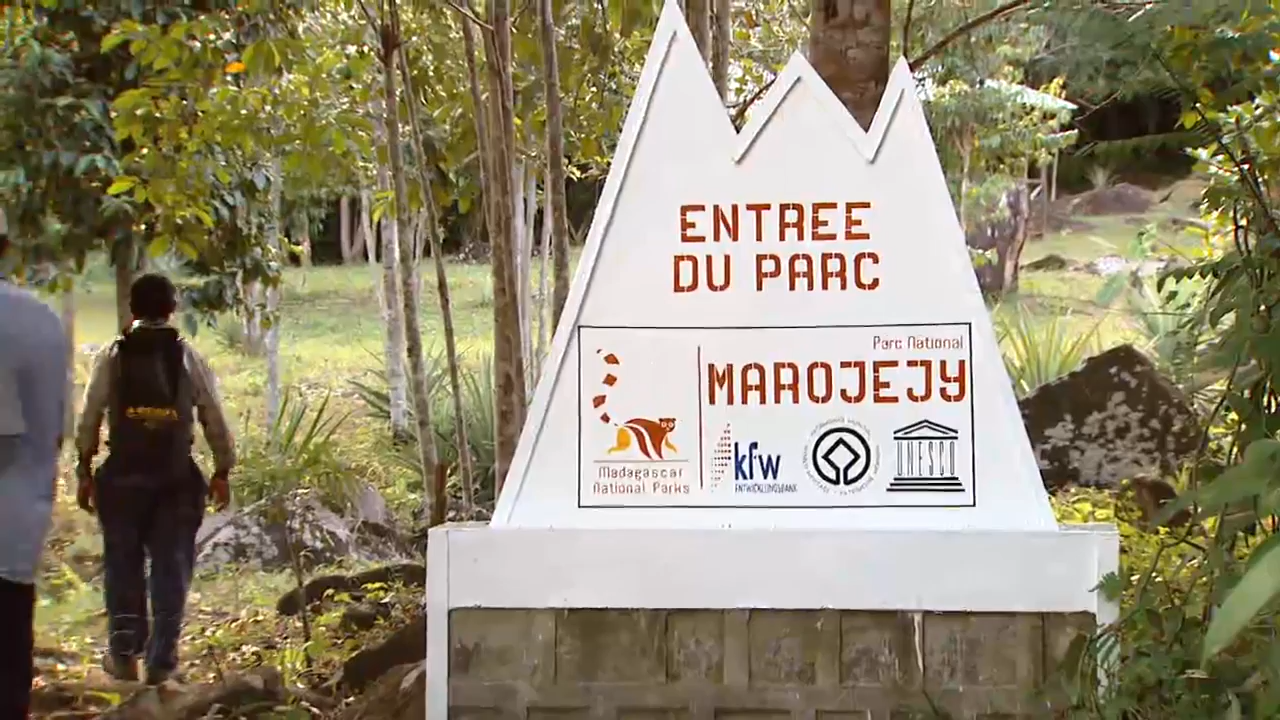 ENTREE
DU PARC
Parc National
MAROJEJY
Madagascar
National Parks
kfw
ENTWICKLUNGSBANK
UNESCO